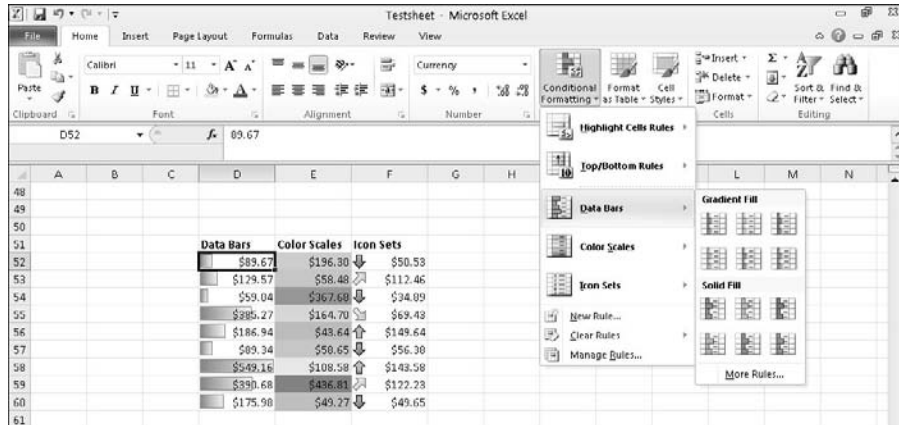 Testsheet - Microsoft Excel
File Home Insert Page Layout Formulas Data Review View
Paste
Calibri 11 A A
B I U A
Currency
$ % ,
Conditional Formatting
Format as Table
Cell Styles
Insert
Delete
Format
Sort & Filter
Find & Select
Clipboard Font Alignment Number Cells Editing
D52 fx 89.67
Highlight Cells Rules
Top/Bottom Rules
Data Bars
Color Scales
Icon Sets
New Rule...
Clear Rules
Manage Rules...
Gradient Fill
Solid Fill
More Rules...
A B C D E F G H L M N
48
49
50
51 Data Bars Color Scales Icon Sets
52 $89.67 $196.30 $50.53
53 $129.57 $58.48 $112.46
54 $59.04 $367.68 $34.89
55 $385.27 $164.70 $69.43
56 $186.94 $43.64 $149.64
57 $89.34 $50.65 $56.38
58 $549.16 $108.58 $143.58
59 $390.68 $436.81 $122.23
60 $175.98 $49.27 $49.65
61